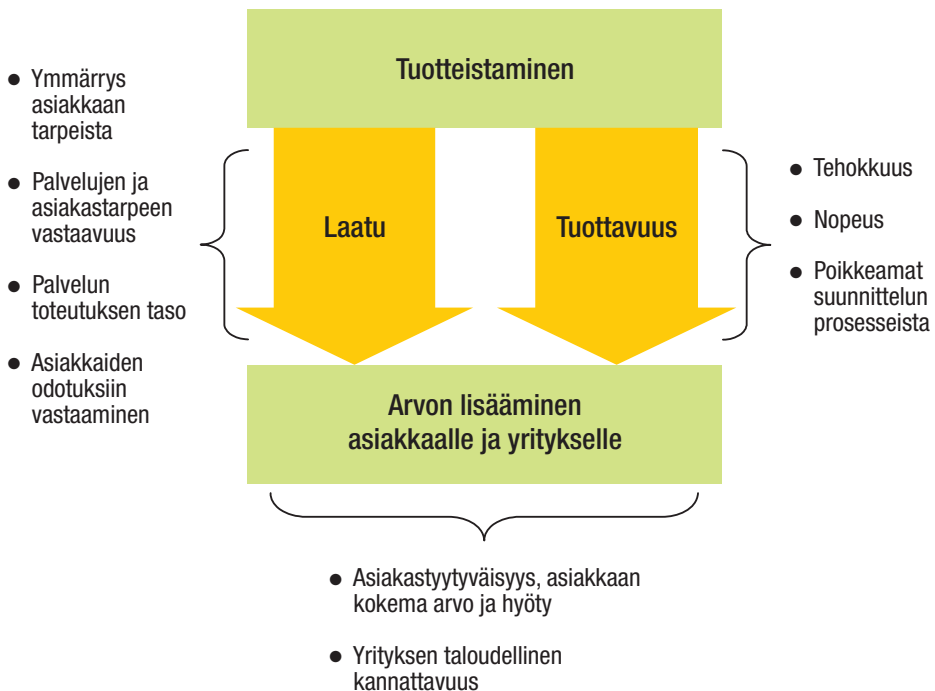 Tuotteistaminen
● Ymmärrys
asiakkaan
tarpeista
● Palvelujen ja
asiakastarpeen
vastaavuus
● Palvelun
toteutuksen taso
● Asiakkaiden
odotuksiin
vastaaminen
Laatu
Tuottavuus
● Tehokkuus
● Nopeus
● Poikkeamat
suunnittelun
prosesseista
Arvon lisääminen
asiakkaalle ja yritykselle
● Asiakastyytyväisyys, asiakkaan
kokema arvo ja hyöty
● Yrityksen taloudellinen
kannattavuus